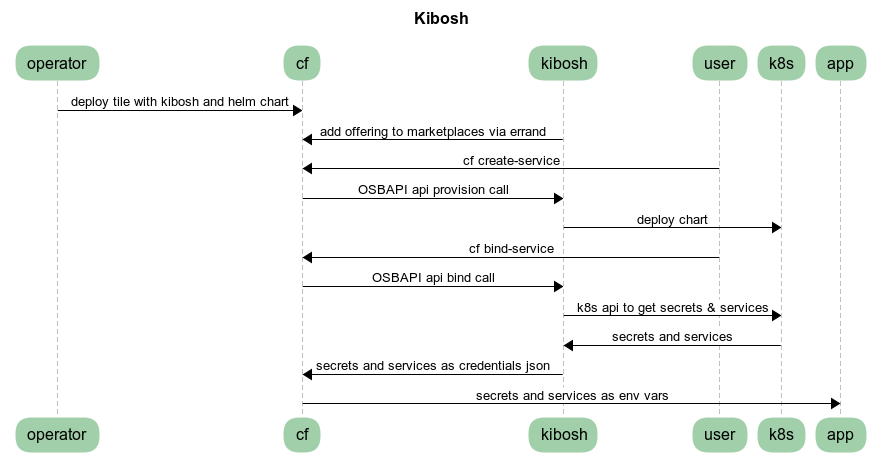 Kibosh
operator cf kibosh user k8s app
deploy tile with kibosh and helm chart
add offering to marketplaces via errand
cf create-service
OSBAPI api provision call
deploy chart
cf bind-service
OSBAPI api bind call
k8s api to get secrets & services
secrets and services
secrets and services as credentials json
secrets and services as env vars
operator cf kibosh user k8s app